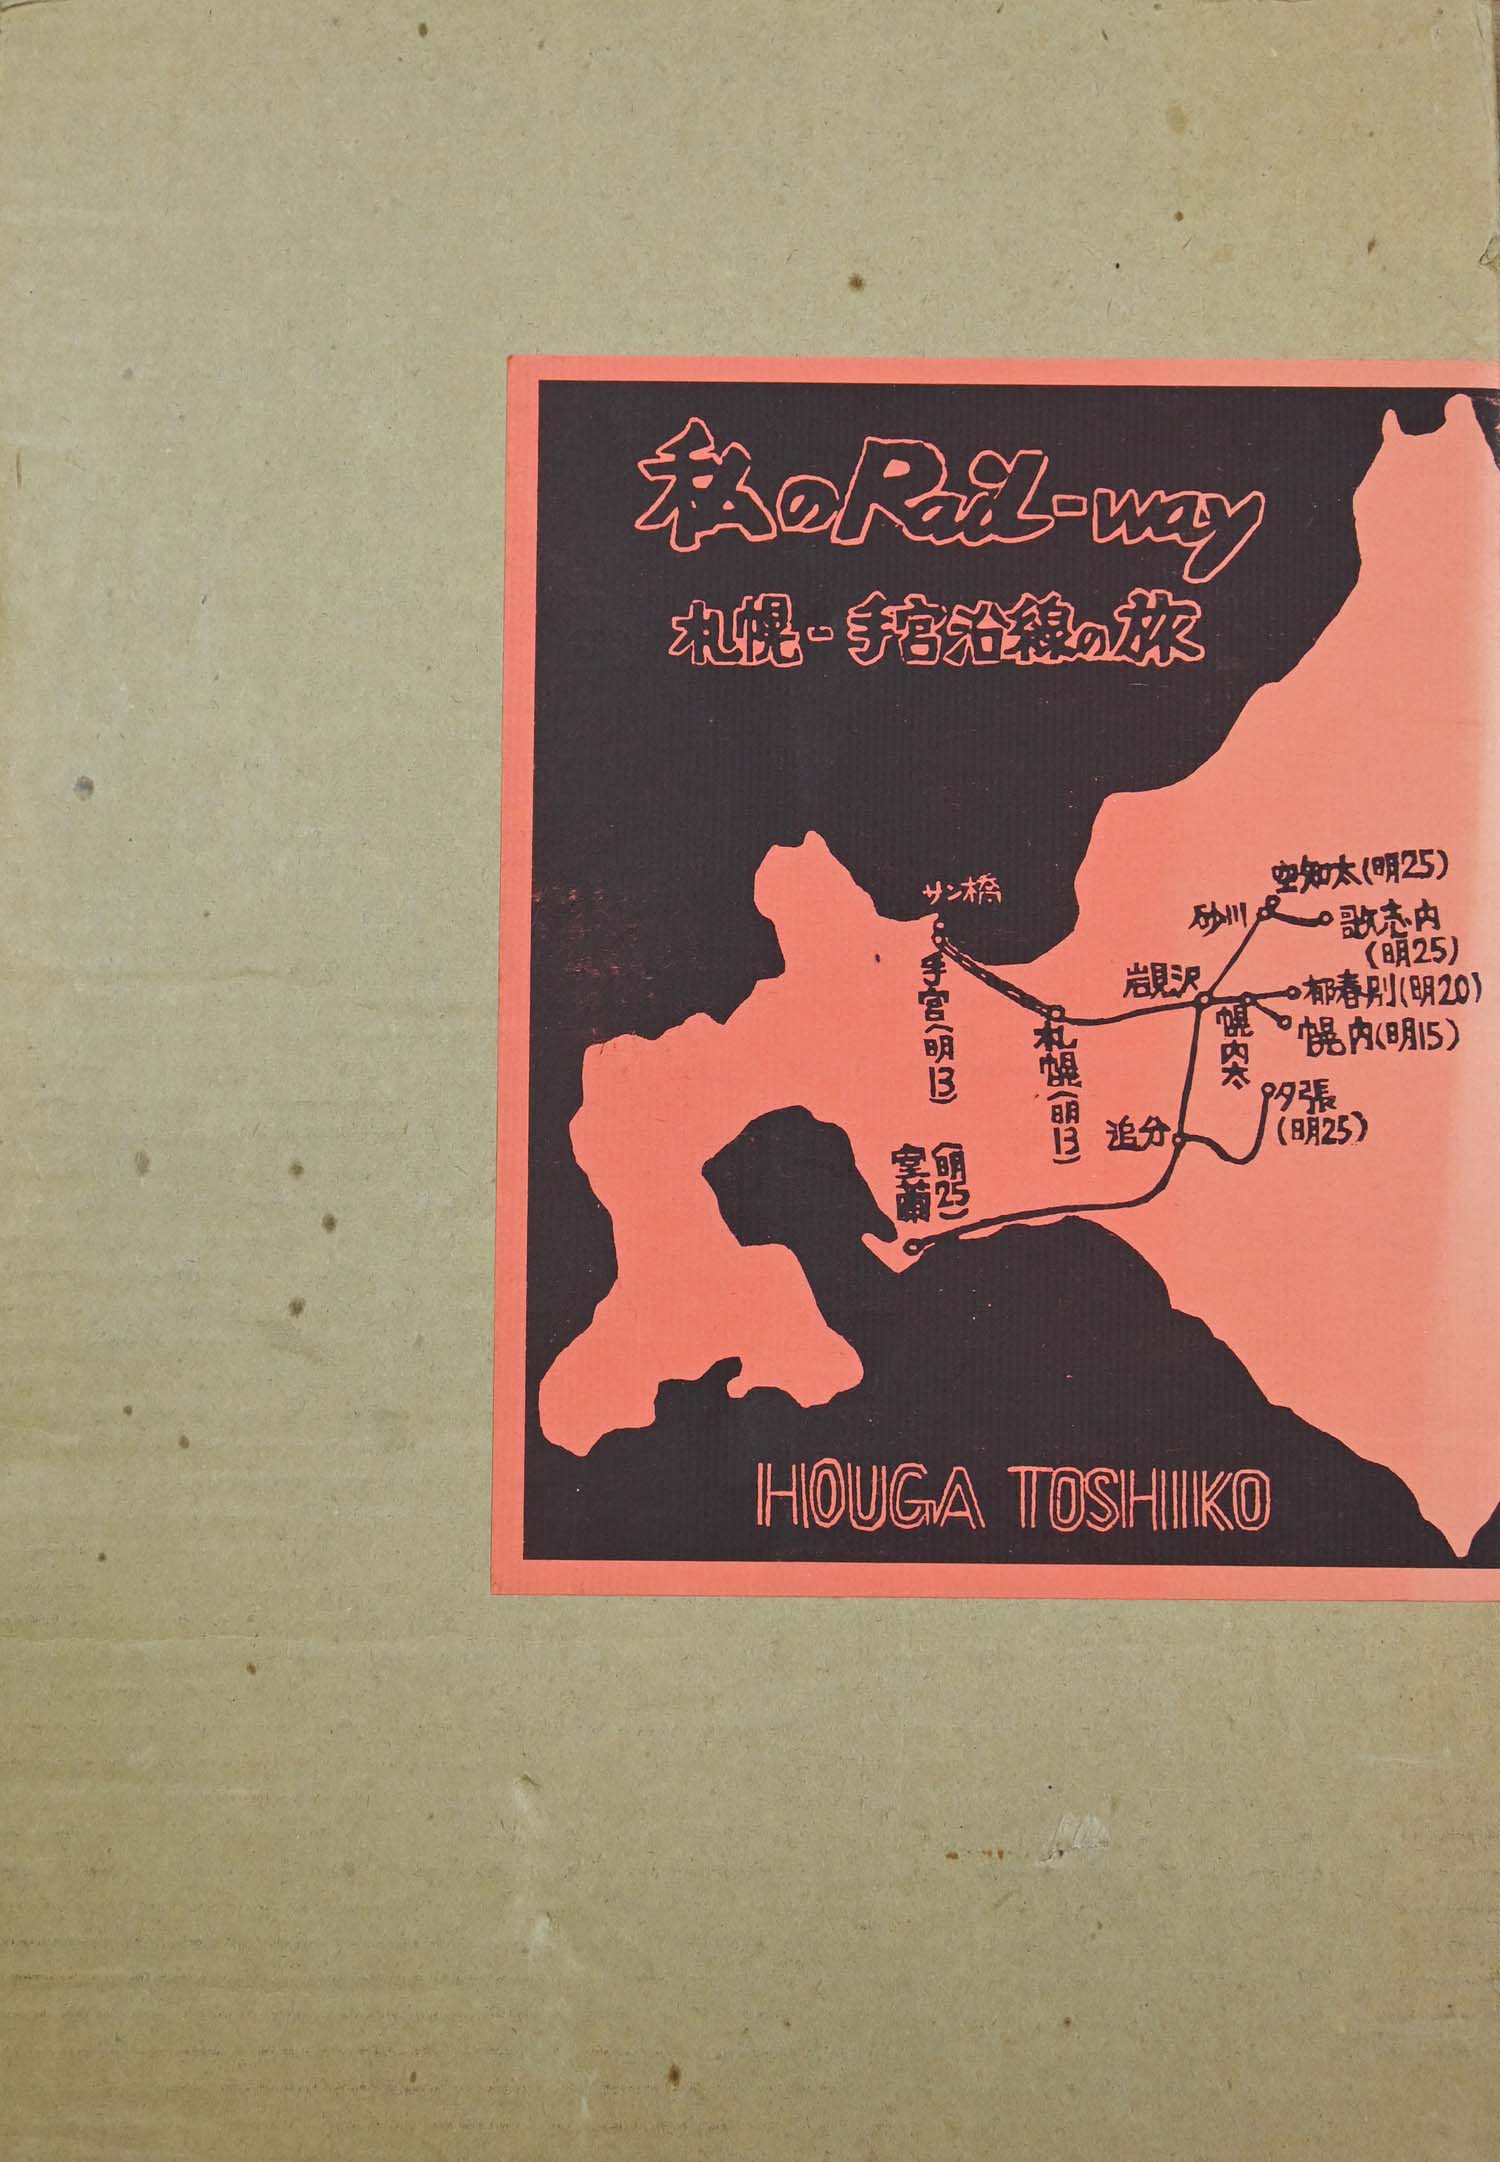 私のRail-way
札幌-手宮沿線の旅
サン橋
手宮(明13)
札幌(明13)
岩見沢
砂川
空知太(明25)
歌志内
(明25)
郁春別(明20)
幌内(明15)
幌内太
夕張
(明25)
追分
室蘭
(明25)
HOUGA TOSHIKO